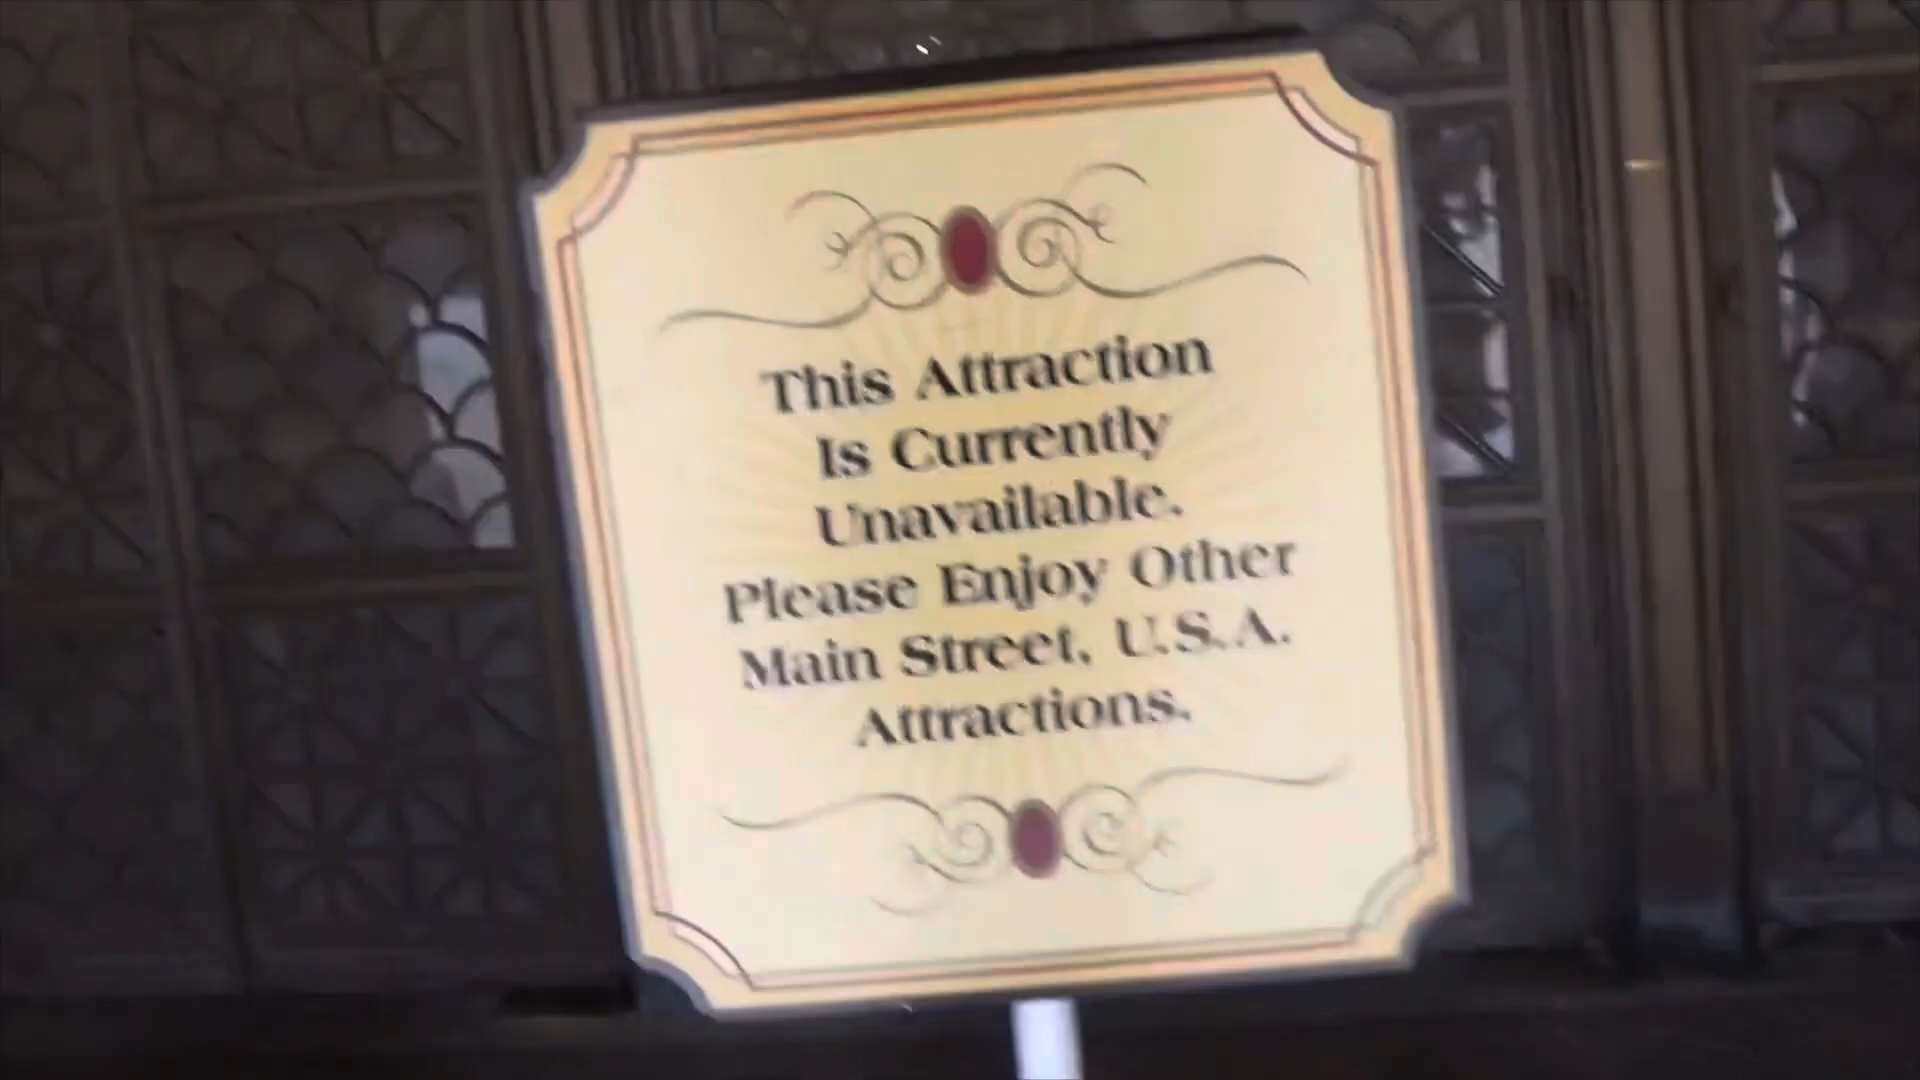 This Attraction
Is Currently
Unavailable.
Please Enjoy Other
Main Street, U.S.A.
Attractions.